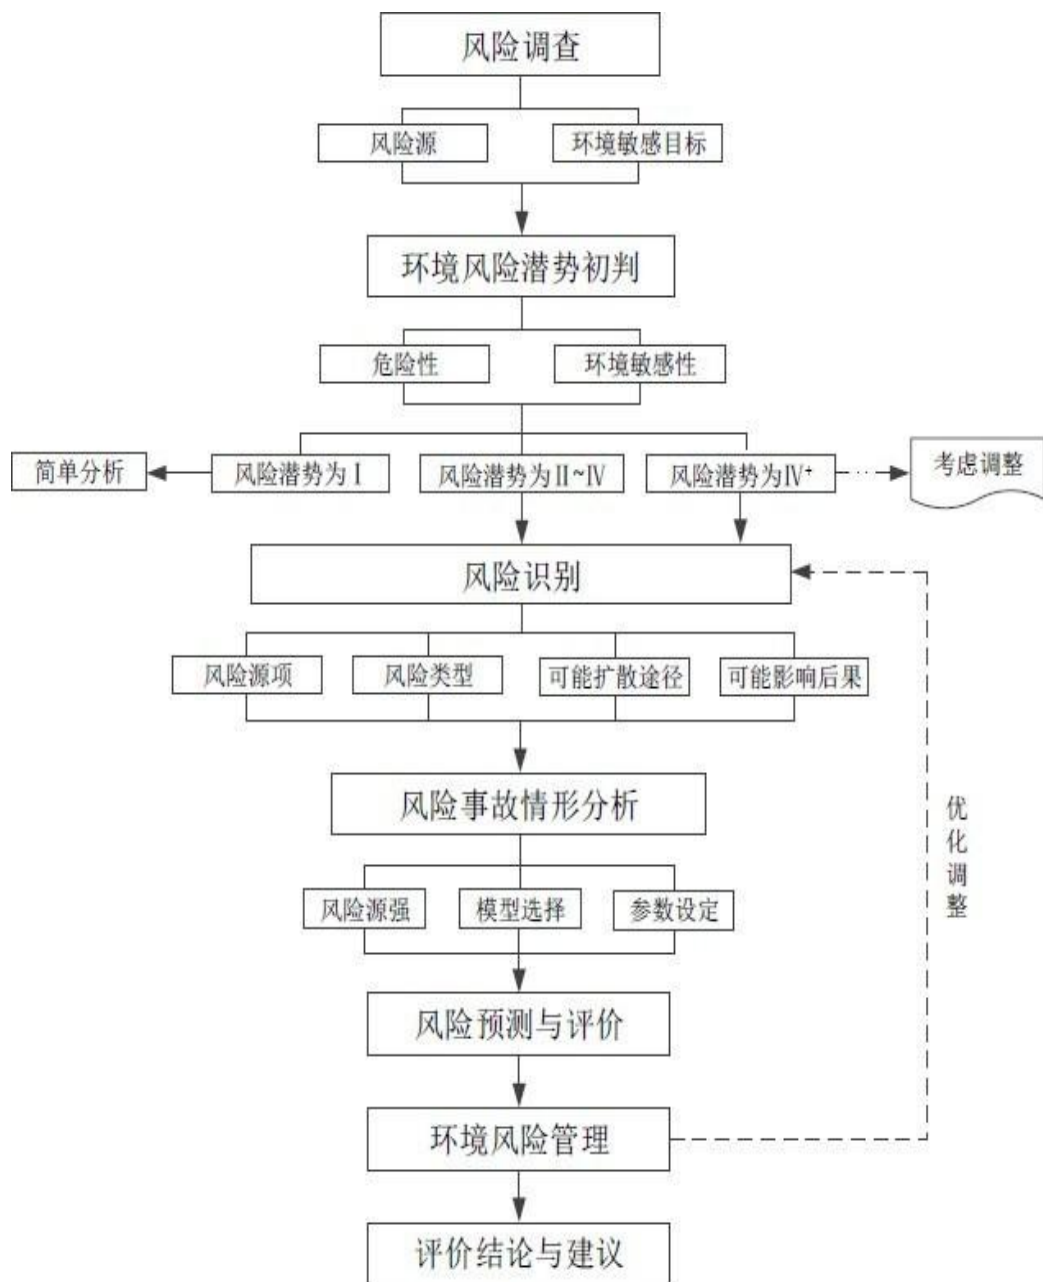 风险调查
风险源
环境敏感目标
环境风险潜势初判
危险性
环境敏感性
简单分析
风险潜势为Ⅰ
风险潜势为Ⅱ~Ⅳ
风险潜势为Ⅳ⁺
考虑调整
风险识别
风险源项
风险类型
可能扩散途径
可能影响后果
风险事故情形分析
优化调整
风险源强
模型选择
参数设定
风险预测与评价
环境风险管理
评价结论与建议